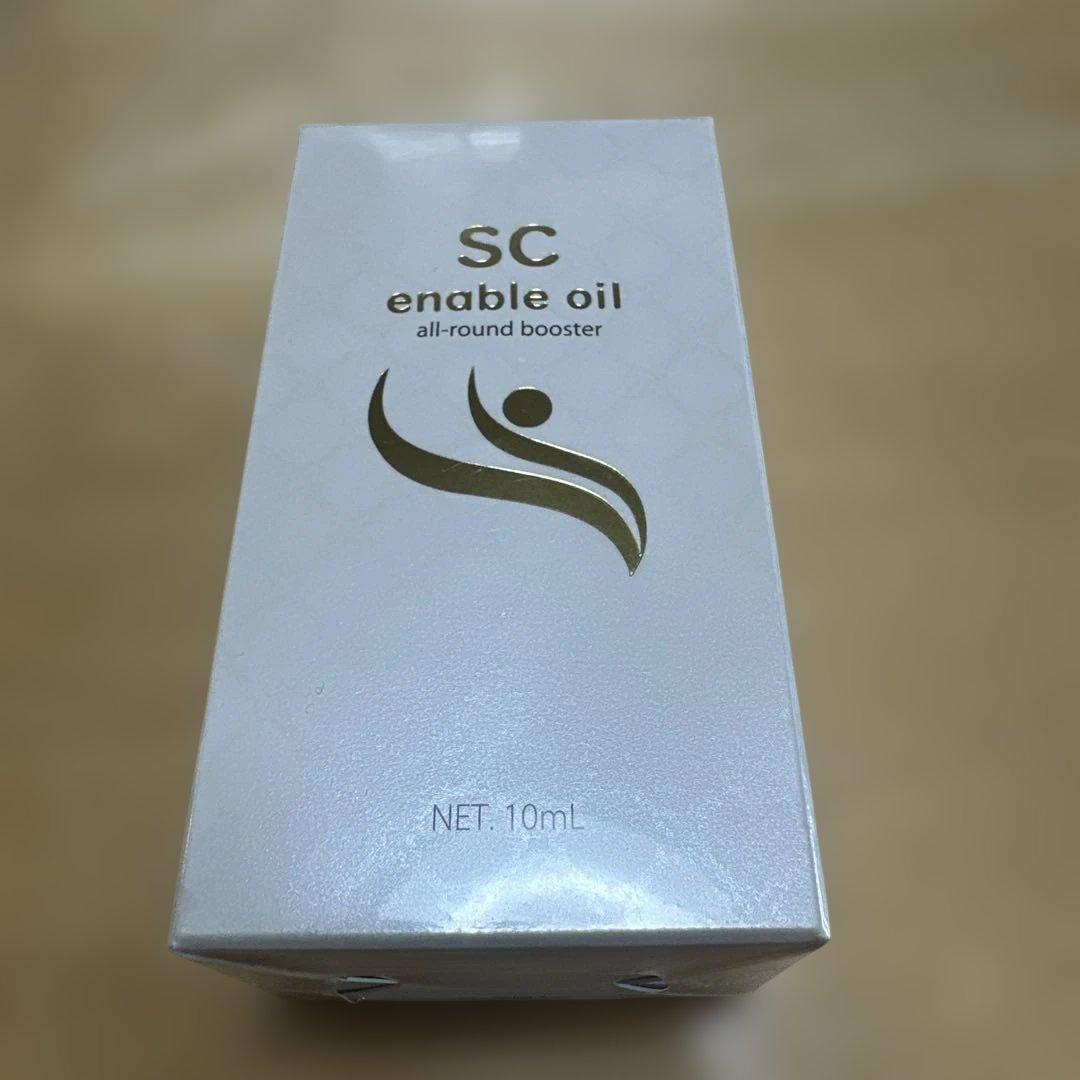 SC
enable oil
all-round booster
NET. 10mL